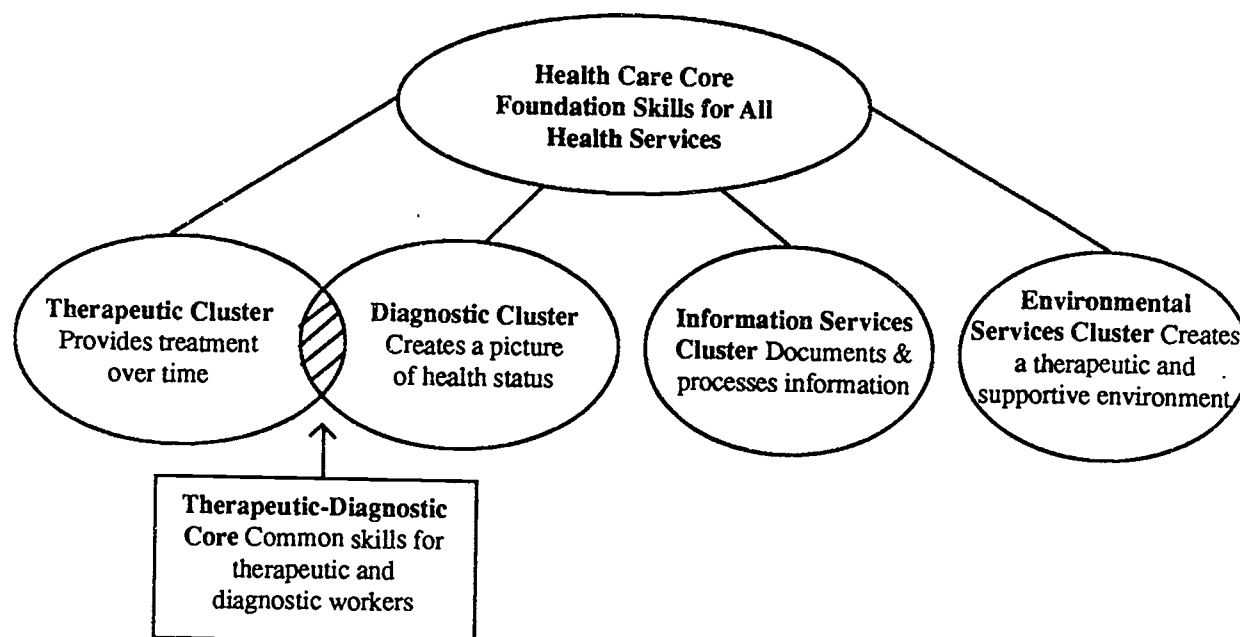 Health Care Core
Foundation Skills for All
Health Services
Therapeutic Cluster
Provides treatment
over time
Diagnostic Cluster
Creates a picture
of health status
Information Services
Cluster Documents &
processes information
Environmental
Services Cluster Creates
a therapeutic and
supportive environment
Therapeutic-Diagnostic
Core Common skills for
therapeutic and
diagnostic workers